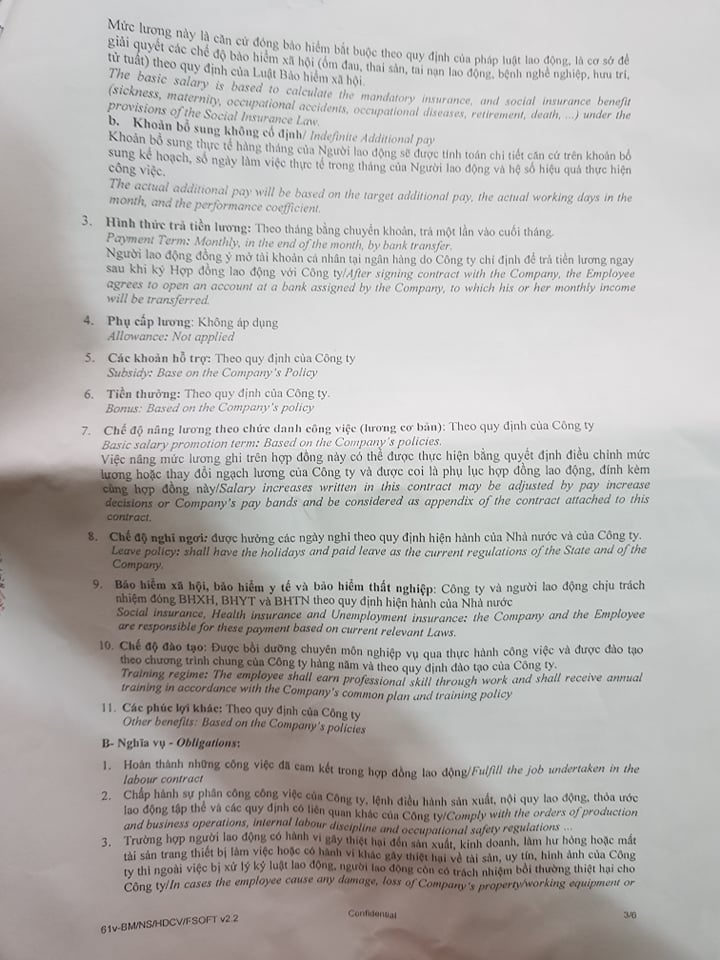 Mức lương này là căn cứ đóng bảo hiểm bắt buộc theo quy định của pháp luật lao động, là cơ sở để
giải quyết các chế độ bảo hiểm xã hội (ốm đau, thai sản, tai nạn lao động, bệnh nghề nghiệp, hưu trí,
tử tuất) theo quy định của Luật Bảo hiểm xã hội.
The basic salary is based to calculate the mandatory insurance, and social insurance benefit
(sickness, maternity, occupational accidents, occupational diseases, retirement, death, ...) under the
provisions of the Social Insurance Law.
b. Khoản bổ sung không cố định/ Indefinite Additional pay
Khoản bổ sung thực tế hàng tháng của Người lao động sẽ được tính toán chi tiết căn cứ trên khoản bổ
sung kế hoạch, số ngày làm việc thực tế trong tháng của Người lao động và hệ số hiệu quả thực hiện
công việc.
The actual additional pay will be based on the target additional pay, the actual working days in the
month, and the performance coefficient.
3. Hình thức trả tiền lương: Theo tháng bằng chuyển khoản, trả một lần vào cuối tháng.
Payment Term: Monthly, in the end of the month, by bank transfer.
Người lao động đồng ý mở tài khoản cá nhân tại ngân hàng do Công ty chỉ định để trả tiền lương ngay
sau khi ký Hợp đồng lao động với Công ty/After signing contract with the Company, the Employee
agrees to open an account at a bank assigned by the Company, to which his or her monthly income
will be transferred.
4. Phụ cấp lương: Không áp dụng
Allowance: Not applied
5. Các khoản hỗ trợ: Theo quy định của Công ty
Subsidy: Base on the Company's Policy
6. Tiền thưởng: Theo quy định của Công ty.
Bonus: Based on the Company's policy
7. Chế độ nâng lương theo chức danh công việc (lương cơ bản): Theo quy định của Công ty
Basic salary promotion term: Based on the Company's policies.
Việc nâng mức lương ghi trên hợp đồng này có thể được thực hiện bằng quyết định điều chỉnh mức
lương hoặc thay đổi ngạch lương của Công ty và được coi là phụ lục hợp đồng lao động, đính kèm
cùng hợp đồng này/Salary increases written in this contract may be adjusted by pay increase
decisions or Company's pay bands and be considered as appendix of the contract attached to this
contract.
8. Chế độ nghỉ ngơi: được hưởng các ngày nghỉ theo quy định hiện hành của Nhà nước và của Công ty.
Leave policy: shall have the holidays and paid leave as the current regulations of the State and of the
Company.
9. Bảo hiểm xã hội, bảo hiểm y tế và bảo hiểm thất nghiệp: Công ty và người lao động chịu trách
nhiệm đóng BHXH, BHYT và BHTN theo quy định hiện hành của Nhà nước
Social insurance, Health insurance and Unemployment insurance: the Company and the Employee
are responsible for these payment based on current relevant Laws.
10. Chế độ đào tạo: Được bồi dưỡng chuyên môn nghiệp vụ qua thực hành công việc và được đào tạo
theo chương trình chung của Công ty hàng năm và theo quy định đào tạo của Công ty.
Training regime: The employee shall earn professional skill through work and shall receive annual
training in accordance with the Company's common plan and training policy
11. Các phúc lợi khác: Theo quy định của Công ty
Other benefits: Based on the Company's policies
B- Nghĩa vụ - Obligations:
1. Hoàn thành những công việc đã cam kết trong hợp đồng lao động/Fulfill the job undertaken in the
labour contract
2. Chấp hành sự phân công công việc của Công ty, lệnh điều hành sản xuất, nội quy lao động, thỏa ước
lao động tập thể và các quy định có liên quan khác của Công ty/Comply with the orders of production
and business operations, internal labour discipline and occupational safety regulations ...
3. Trường hợp người lao động có hành vi gây thiệt hại đến sản xuất, kinh doanh, làm hư hỏng hoặc mất
tài sản trang thiết bị làm việc hoặc có hành vi khác gây thiệt hại về tài sản, uy tín, hình ảnh của Công
ty thì ngoài việc bị xử lý kỷ luật lao động, người lao động còn có trách nhiệm bồi thường thiệt hại cho
Công ty/In cases the employee cause any damage, loss of Company's property/working equipment or
61v-BM/NS/HDCV/FSOFT v2.2
Confidential
3/6